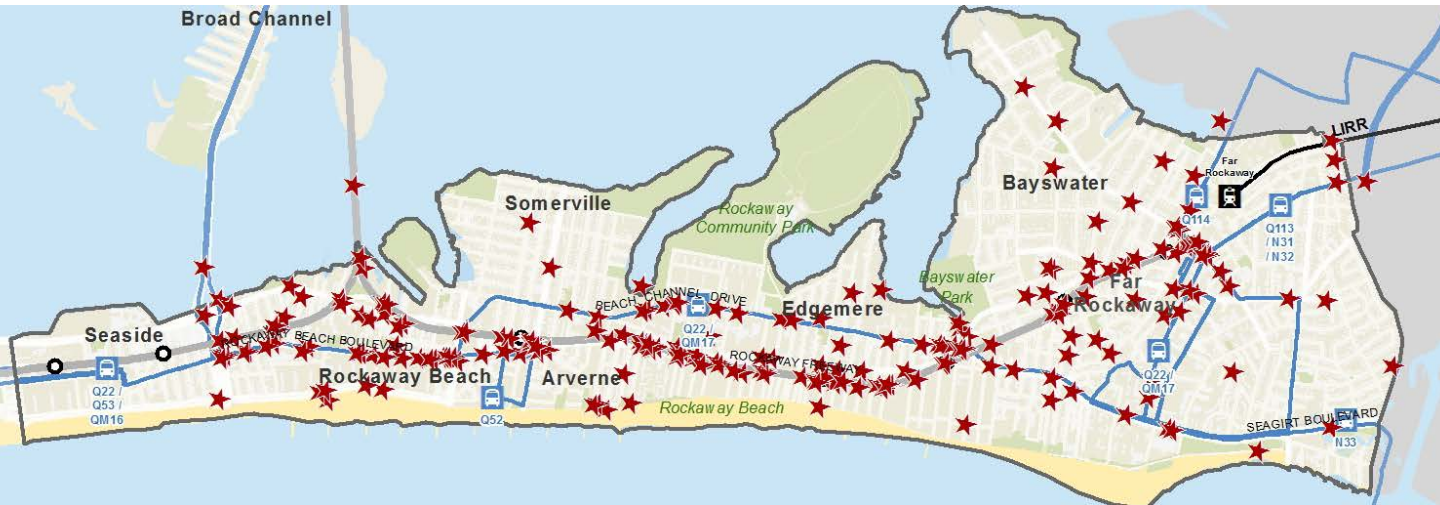 Broad Channel
LIRR
Far
Rockaway
Bayswater
Somerville
Rockaway
Community Park
Q114
Q113
/ N31
/ N32
Bayswater
Park
Far
Rockaway
BEACH CHANNEL DRIVE
Edgemere
Seaside
Q22 /
QM17
ROCKAWAY BEACH BOULEVARD
ROCKAWAY FREEWAY
Rockaway Beach
Arverne
Q22 /
Q53 /
QM16
Q22 /
QM17
Rockaway Beach
Q52
SEAGIRT BOULEVARD
N33